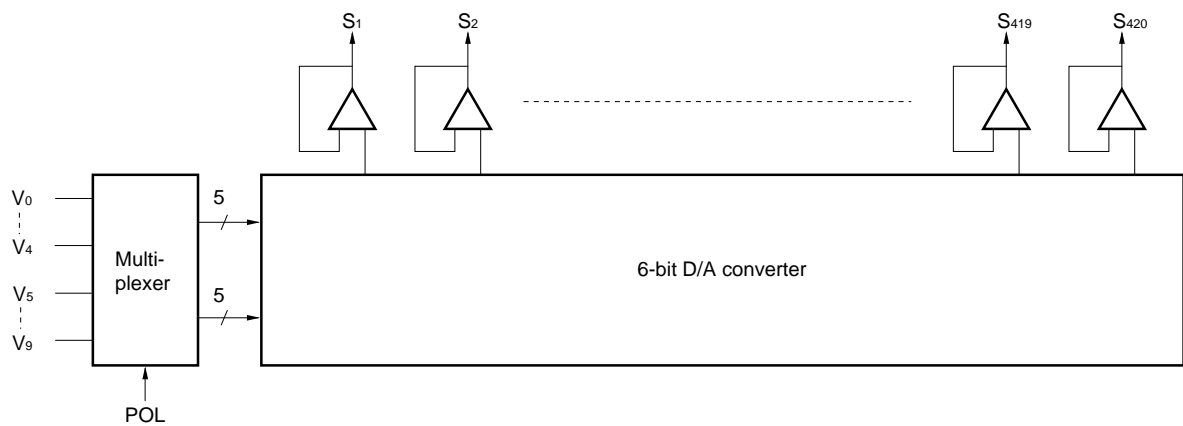 S1 S2 S419 S420
V0
V4
V5
V9
Multi-
plexer
5
5
6-bit D/A converter
POL